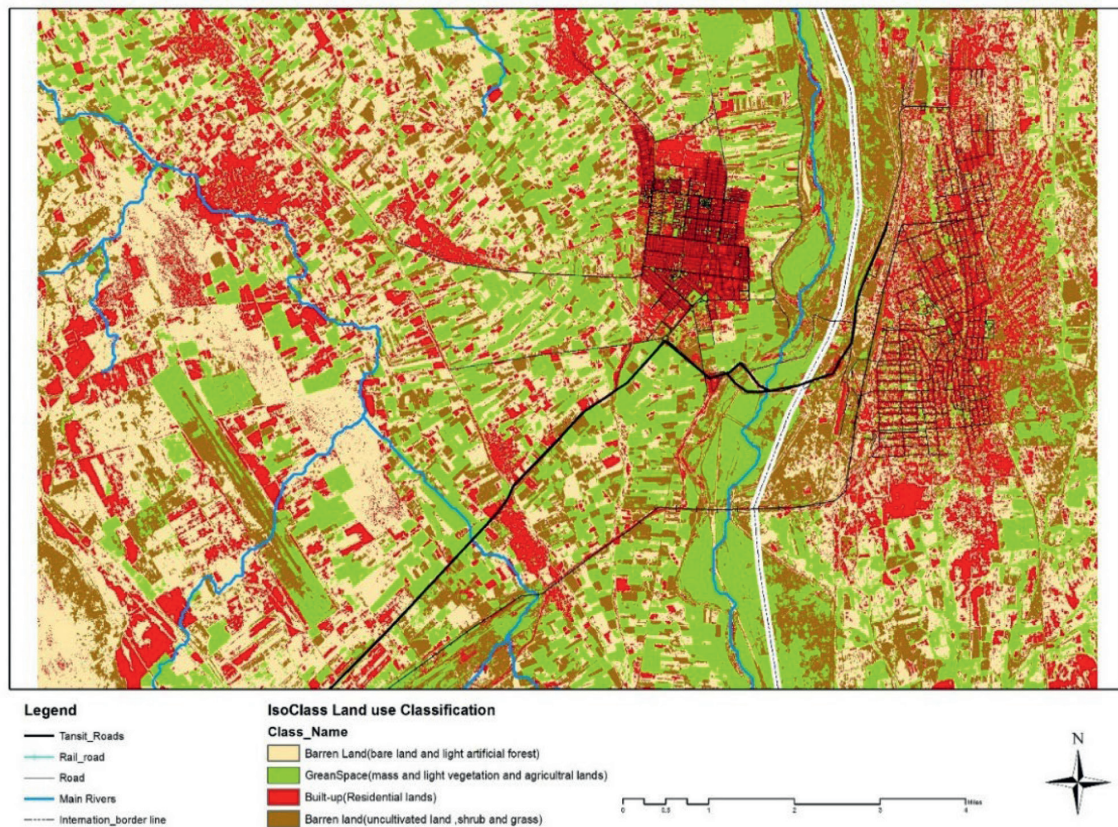 Legend
Tansit_Roads
Rail_road
Road
Main Rivers
Internation_border line
IsoClass Land use Classification
Class_Name
Barren Land(bare land and light artificial forest)
GreanSpace(mass and light vegetation and agricultral lands)
Built-up(Residential lands)
Barren land(uncultivated land ,shrub and grass)
0 0,5 1 2 3 4
Miles
N